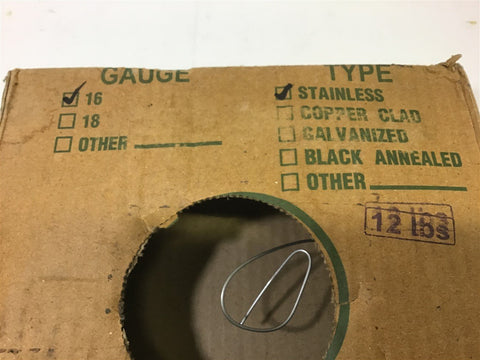 GAUGE
16
18
OTHER
TYPE
STAINLESS
COPPER CLAD
GALVANIZED
BLACK ANNEALED
OTHER
12 lbs